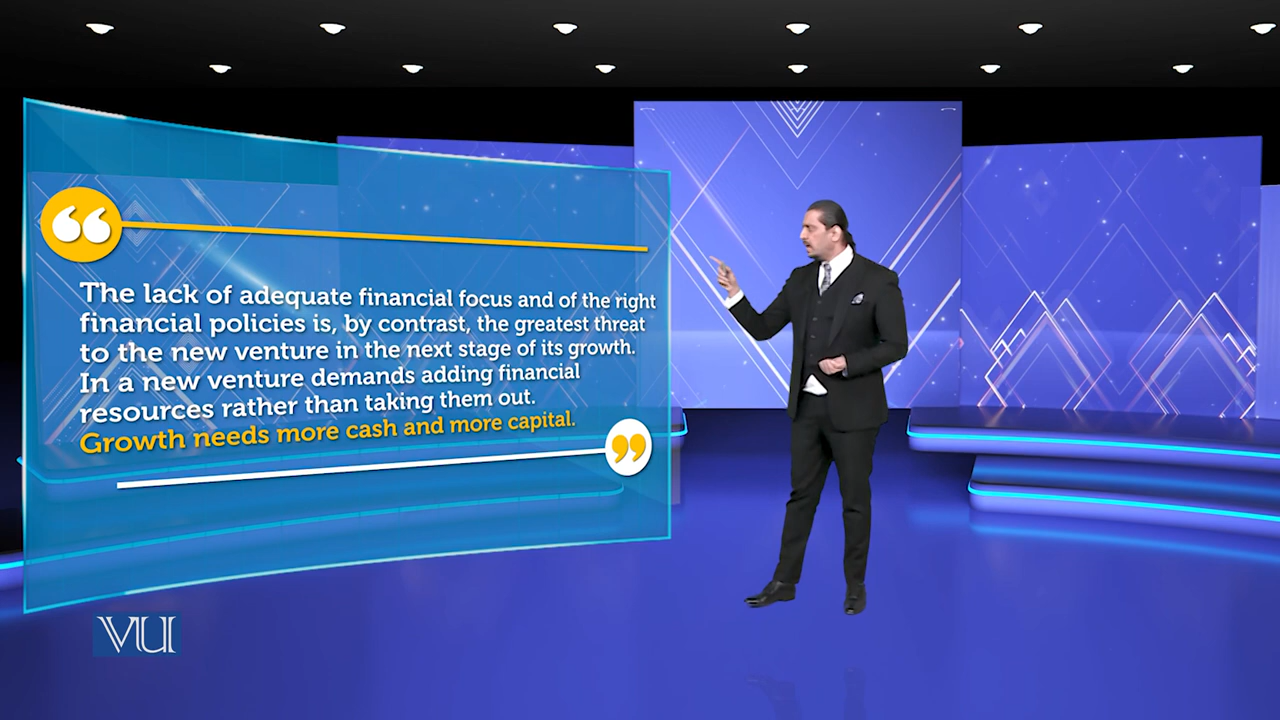 The lack of adequate financial focus and of the right
financial policies is, by contrast, the greatest threat
to the new venture in the next stage of its growth.
In a new venture demands adding financial
resources rather than taking them out.
Growth needs more cash and more capital.
VU